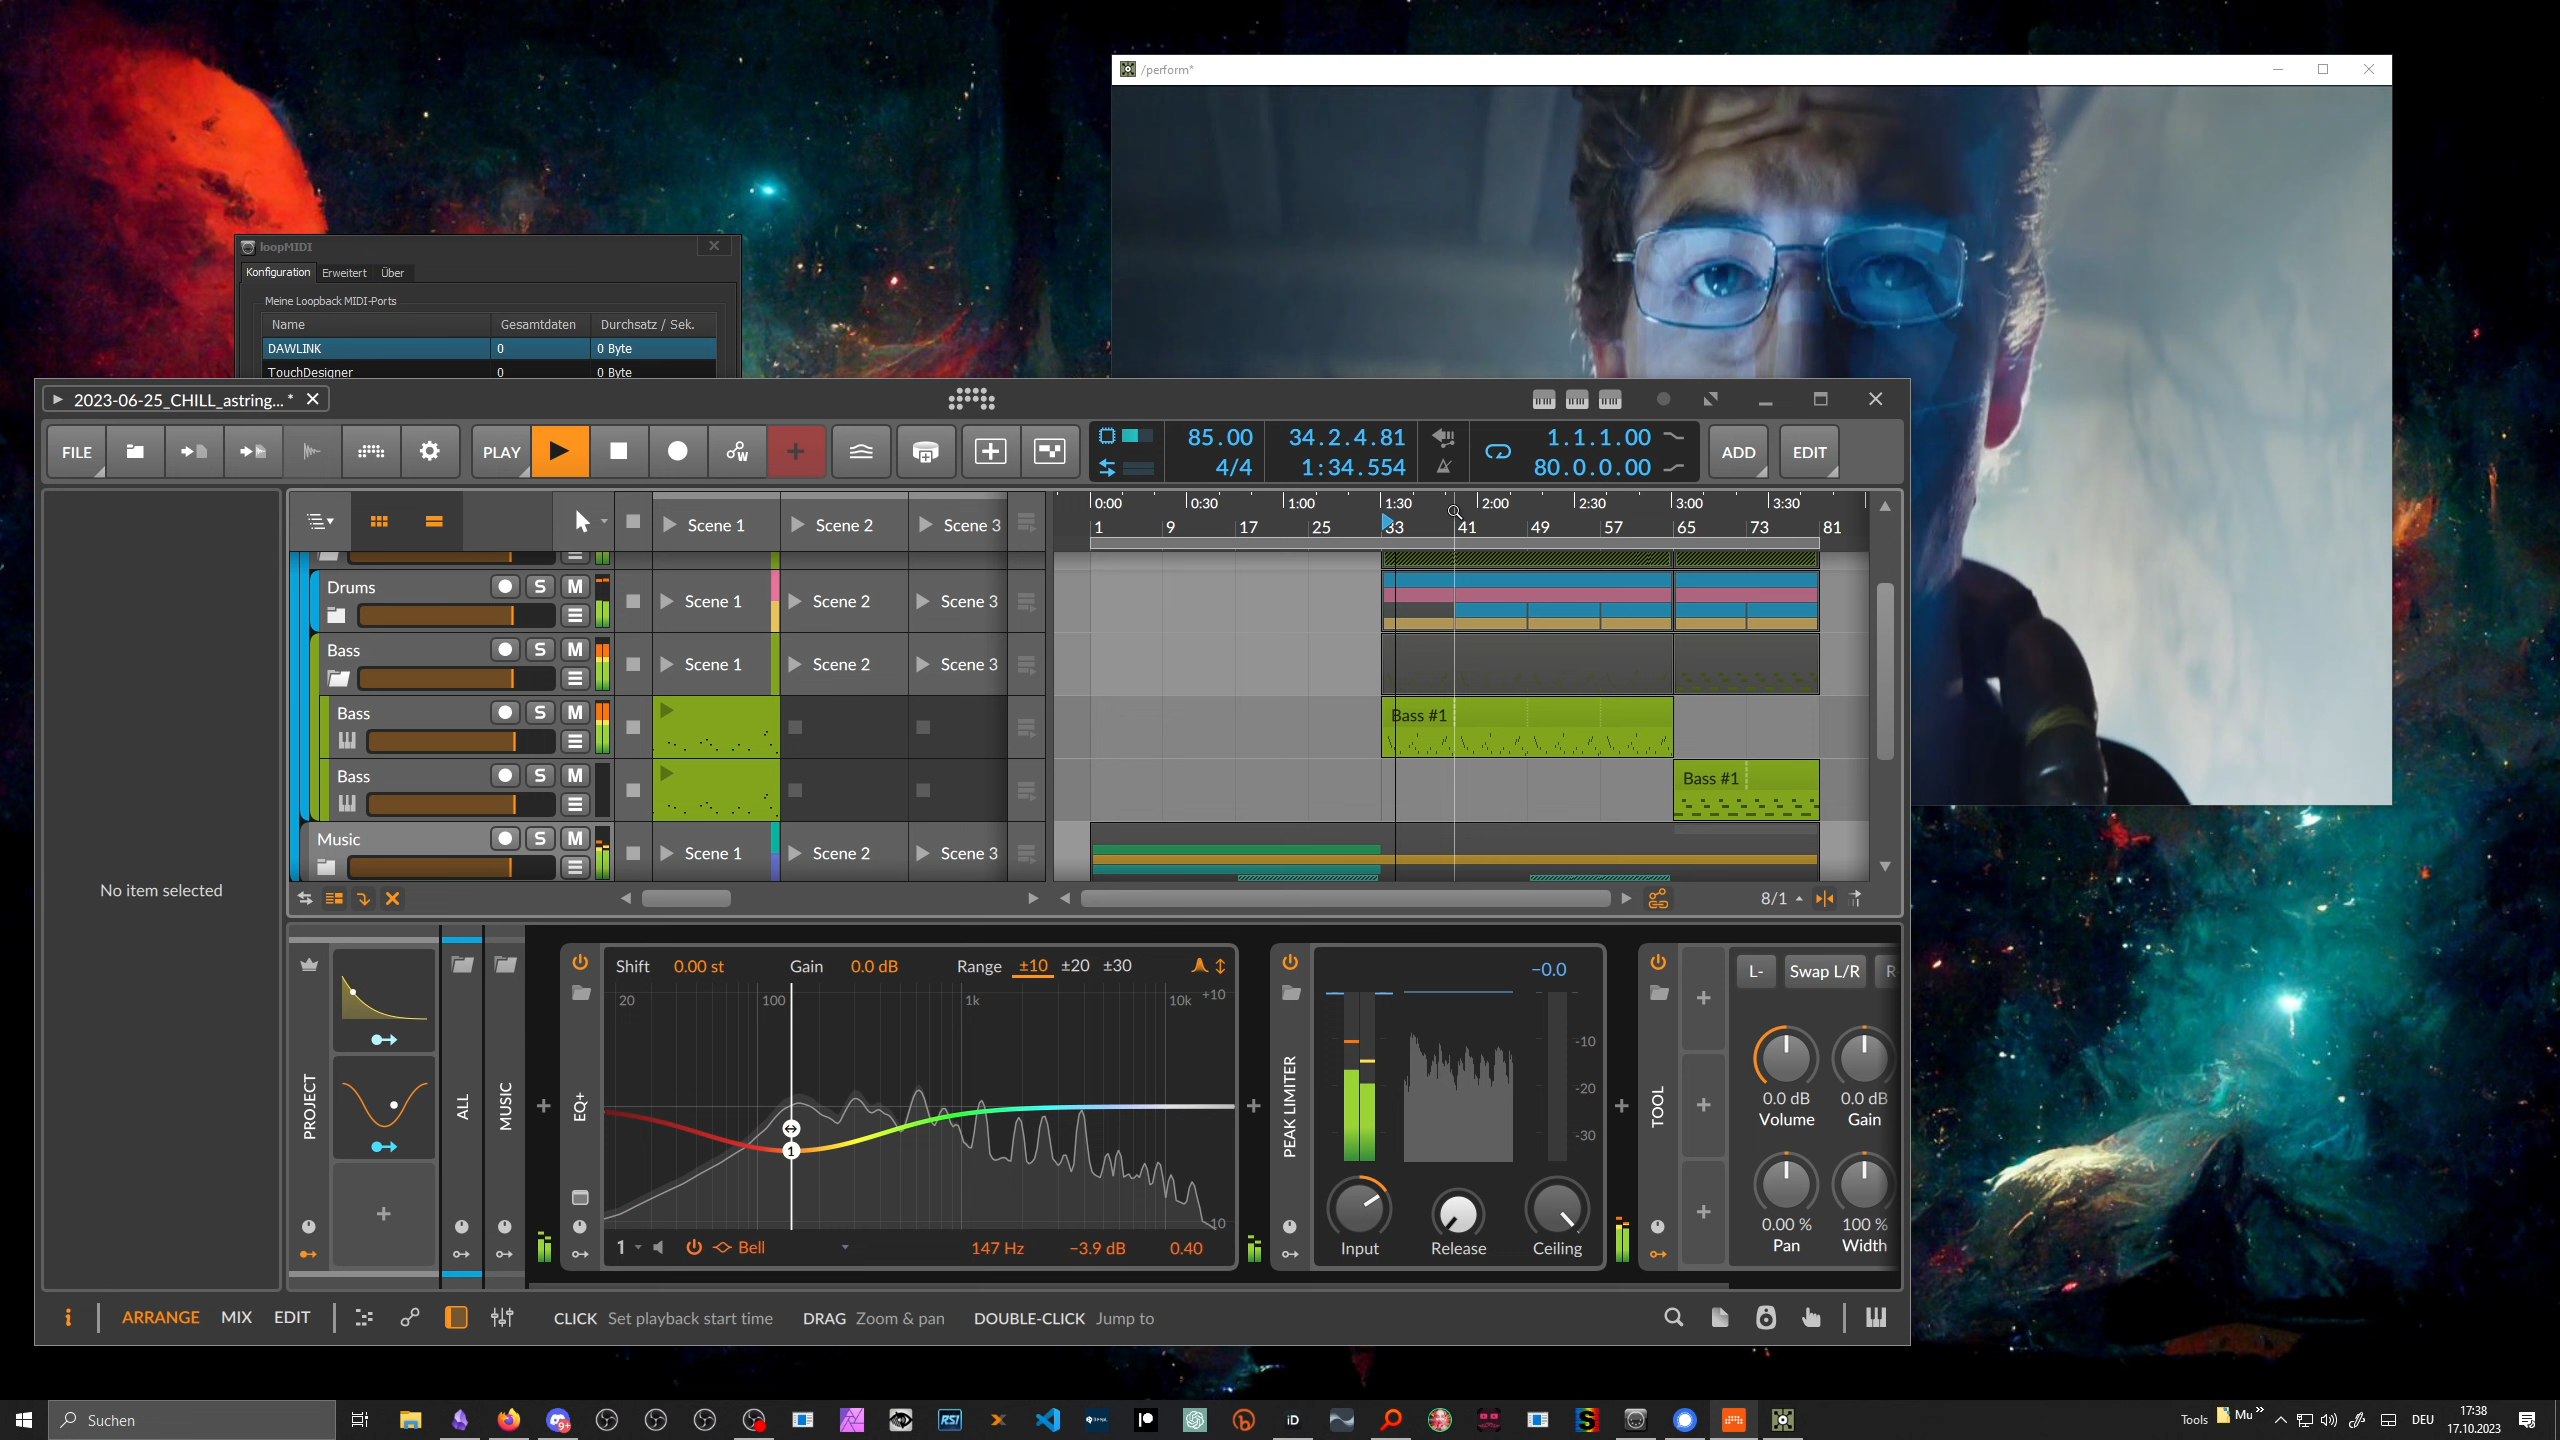 /perform*
loopMIDI
Konfiguration Erweitert Über
Meine Loopback MIDI-Ports
Name Gesamtdaten Durchsatz / Sek.
DAWLINK 0 0 Byte
TouchDesigner 0 0 Byte
2023-06-25_CHILL_astring... *
FILE PLAY 85.00 34.2.4.81 1.1.1.00 ADD EDIT
4/4 1:34.554 80.0.0.00
Scene 1 Scene 2 Scene 3 0:00 0:30 1:00 1:30 2:00 2:30 3:00 3:30
1 9 17 25 33 41 49 57 65 73 81
Drums S M Scene 1 Scene 2 Scene 3
Bass S M Scene 1 Scene 2 Scene 3
Bass S M Bass #1
Bass S M Bass #1
Music S M Scene 1 Scene 2 Scene 3
8/1
No item selected
PROJECT
ALL
MUSIC
EQ+
Shift 0.00 st Gain 0.0 dB Range ±10 ±20 ±30
20 100 1k 10k +10
1
-10
1 Bell 147 Hz −3.9 dB 0.40
PEAK LIMITER
−0.0
-10
-20
-30
Input Release Ceiling
TOOL
L- Swap L/R R-
0.0 dB 0.0 dB
Volume Gain
0.00 % 100 %
Pan Width
i ARRANGE MIX EDIT CLICK Set playback start time DRAG Zoom & pan DOUBLE-CLICK Jump to
Suchen 9+ RSI iD S Tools Mu DEU 17:38
17.10.2023